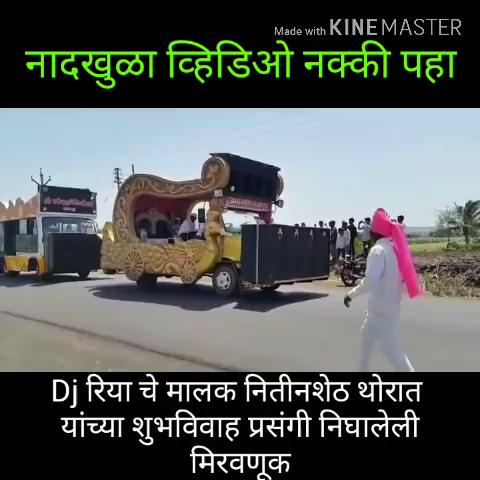 Made with KINEMASTER
नादखुळा व्हिडिओ नक्की पहा
Dj रिया चे मालक नितीनशेठ थोरात
यांच्या शुभविवाह प्रसंगी निघालेली
मिरवणूक